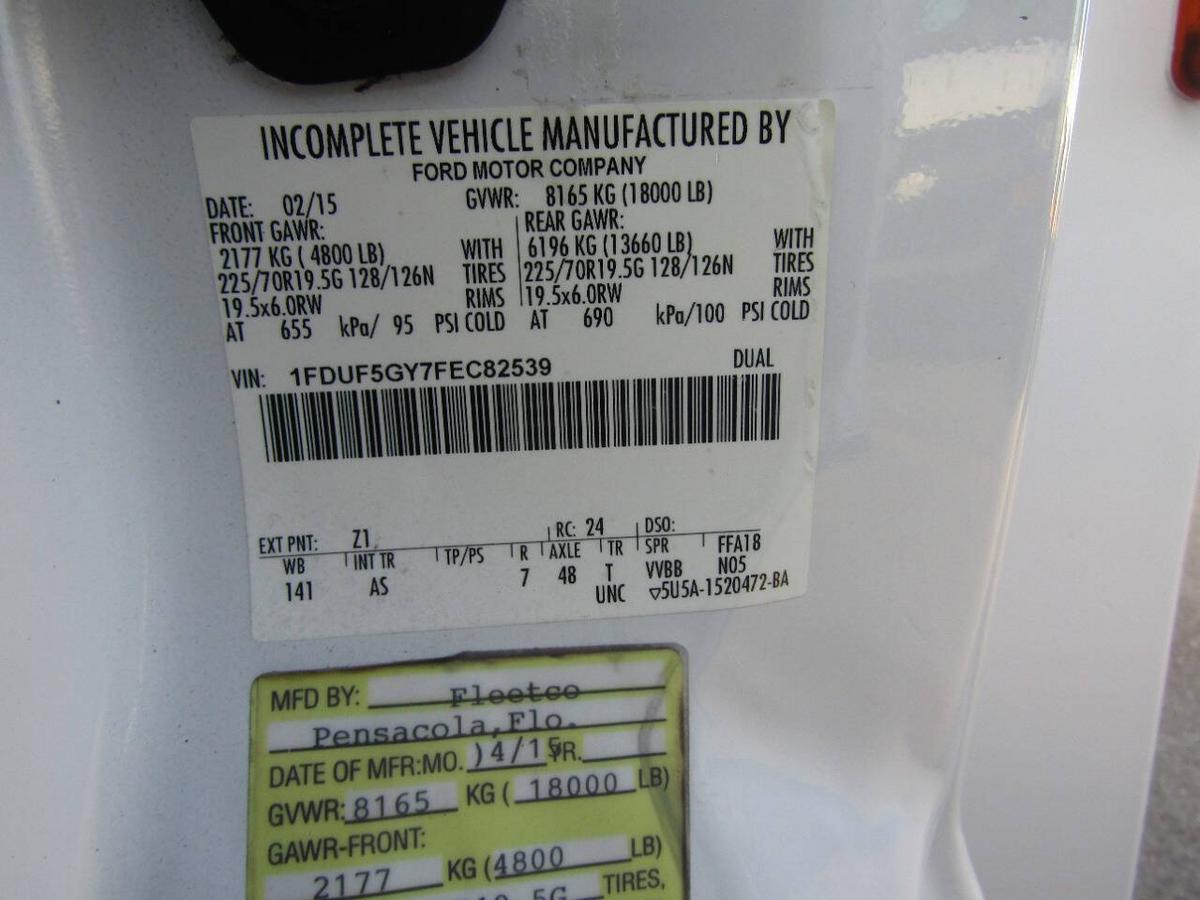 INCOMPLETE VEHICLE MANUFACTURED BY
FORD MOTOR COMPANY
DATE: 02/15 GVWR: 8165 KG (18000 LB)
FRONT GAWR: REAR GAWR:
2177 KG ( 4800 LB) WITH 6196 KG (13660 LB) WITH
225/70R19.5G 128/126N TIRES 225/70R19.5G 128/126N TIRES
19.5x6.0RW RIMS 19.5x6.0RW RIMS
AT 655 kPa/ 95 PSI COLD AT 690 kPa/100 PSI COLD
VIN: 1FDUF5GY7FEC82539 DUAL
EXT PNT: Z1 RC: 24 DSO:
WB INT TR TP/PS R AXLE TR SPR FFA18
141 AS 7 48 T VVBB N05
UNC ▽5U5A-1520472-BA
MFD BY: Fleetco
Pensacola,Flo.
DATE OF MFR:MO. )4/15 YR.
GVWR: 8165 KG ( 18000 LB)
GAWR-FRONT:
2177 KG (4800 LB)
5G TIRES,